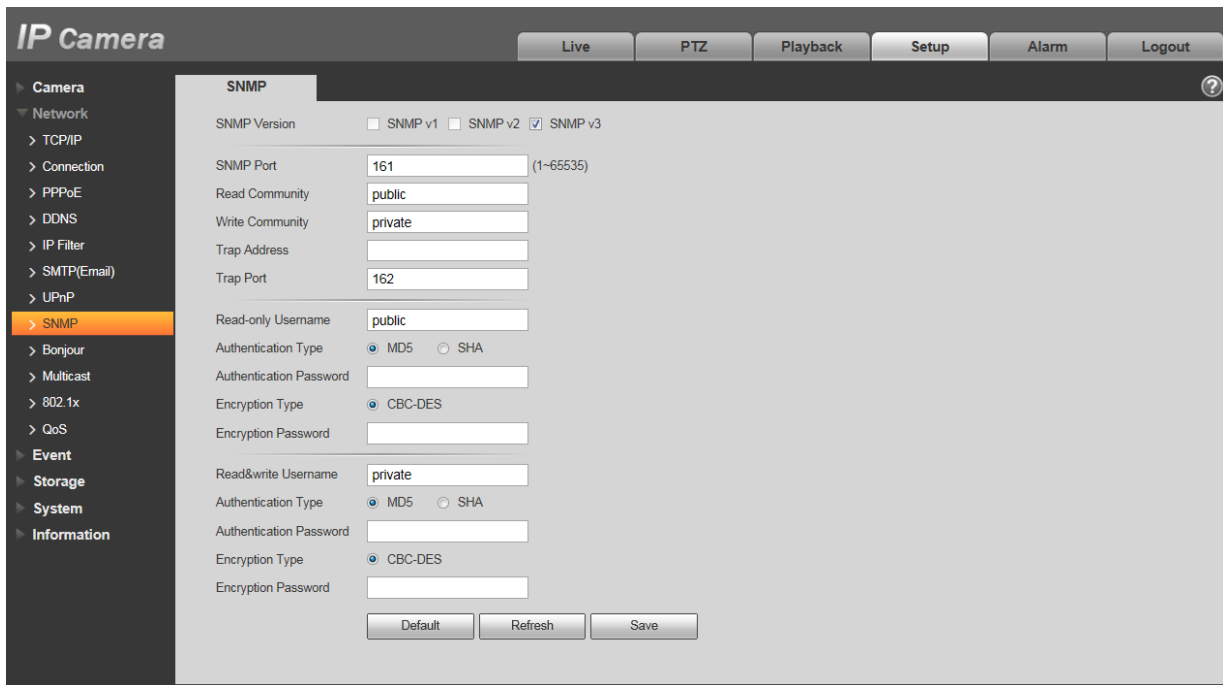 IP Camera
Live PTZ Playback Setup Alarm Logout
Camera
Network
TCP/IP
Connection
PPPoE
DDNS
IP Filter
SMTP(Email)
UPnP
SNMP
Bonjour
Multicast
802.1x
QoS
Event
Storage
System
Information
SNMP
?
SNMP Version SNMP v1 SNMP v2 SNMP v3
SNMP Port 161 (1~65535)
Read Community public
Write Community private
Trap Address
Trap Port 162
Read-only Username public
Authentication Type MD5 SHA
Authentication Password
Encryption Type CBC-DES
Encryption Password
Read&write Username private
Authentication Type MD5 SHA
Authentication Password
Encryption Type CBC-DES
Encryption Password
Default Refresh Save